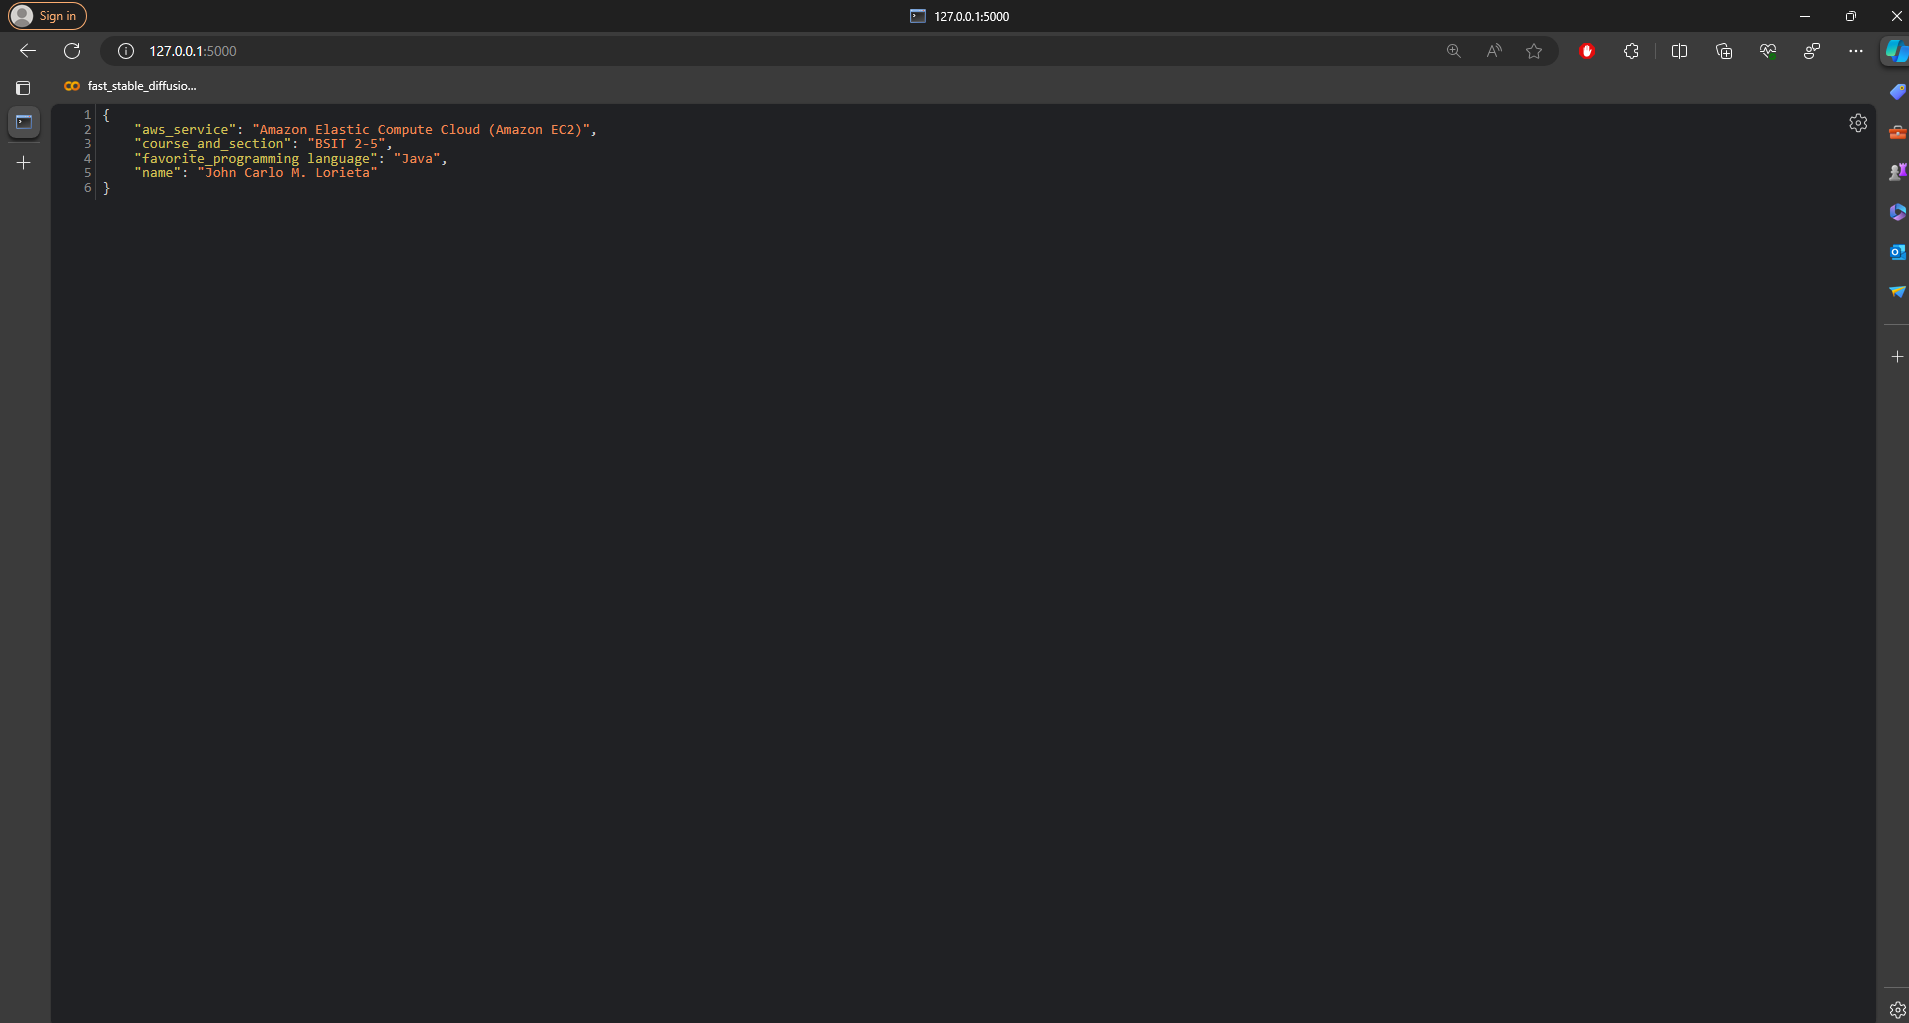 Sign in
127.0.0.1:5000
127.0.0.1:5000
fast_stable_diffusio...
1 {
2 "aws_service": "Amazon Elastic Compute Cloud (Amazon EC2)",
3 "course_and_section": "BSIT 2-5",
4 "favorite_programming language": "Java",
5 "name": "John Carlo M. Lorieta"
6 }